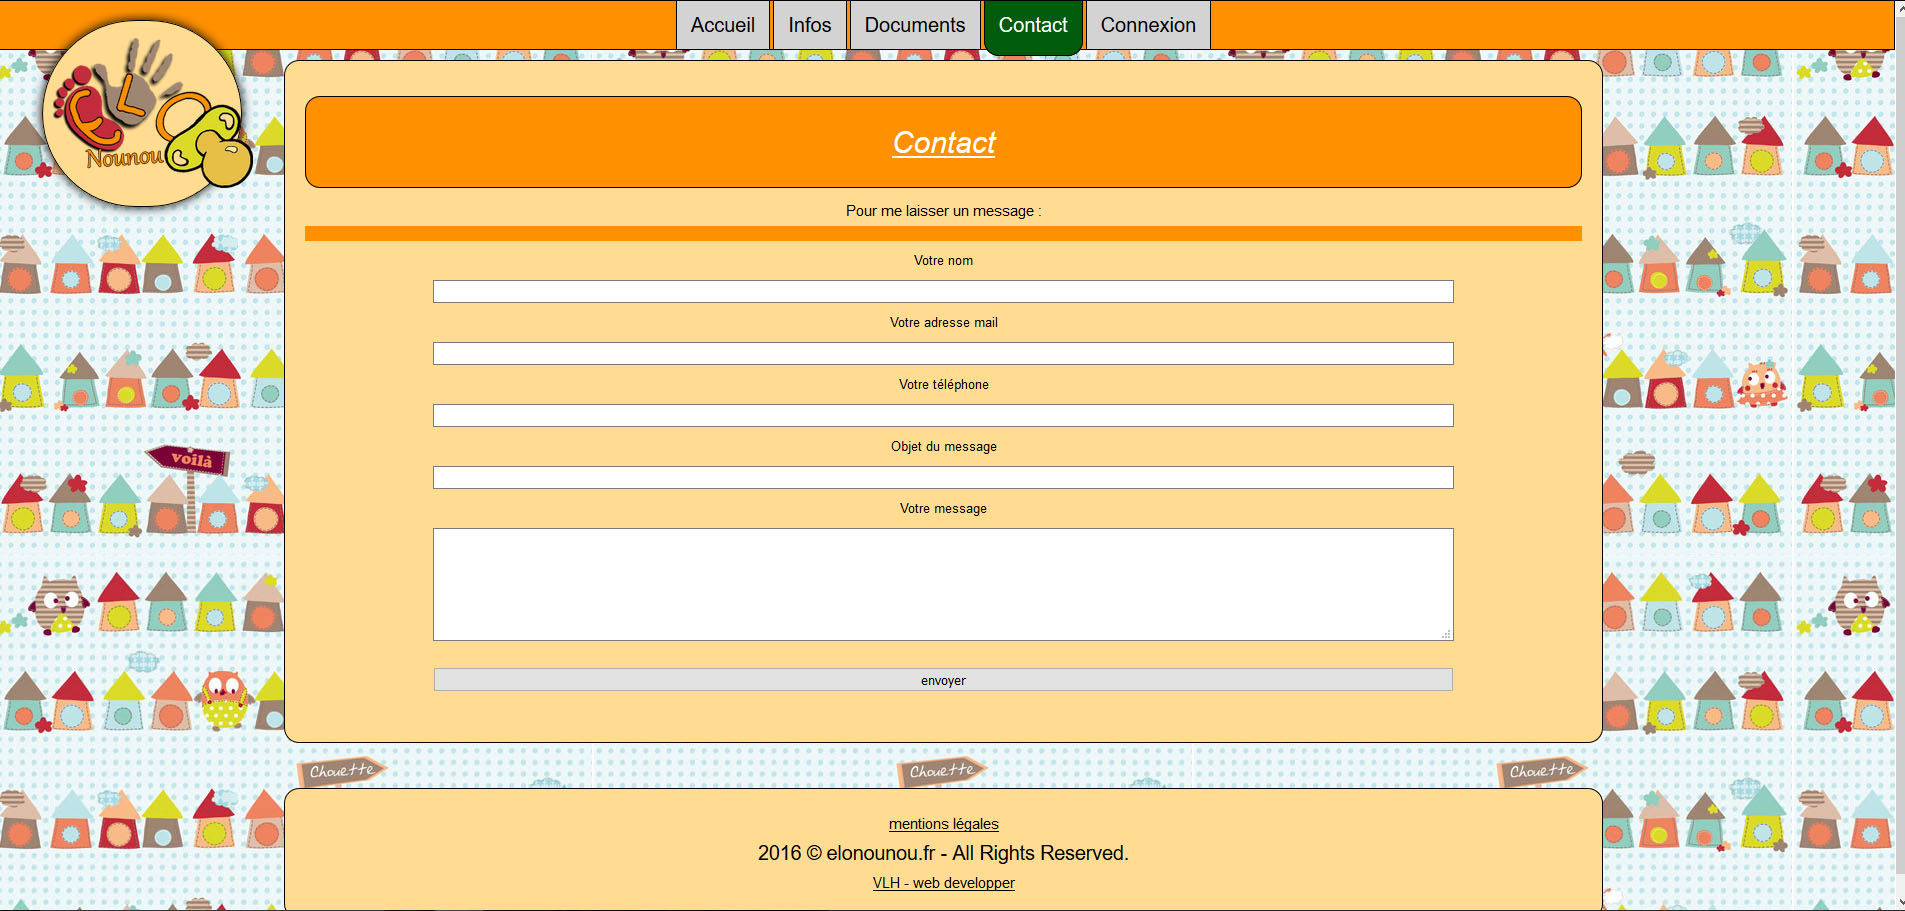 Accueil
Infos
Documents
Contact
Connexion
ELO
Nounou
Contact
Pour me laisser un message :
Votre nom
Votre adresse mail
Votre téléphone
Objet du message
voilà
Votre message
envoyer
Chouette
Chouette
Chouette
mentions légales
2016 © elonounou.fr - All Rights Reserved.
VLH - web developper